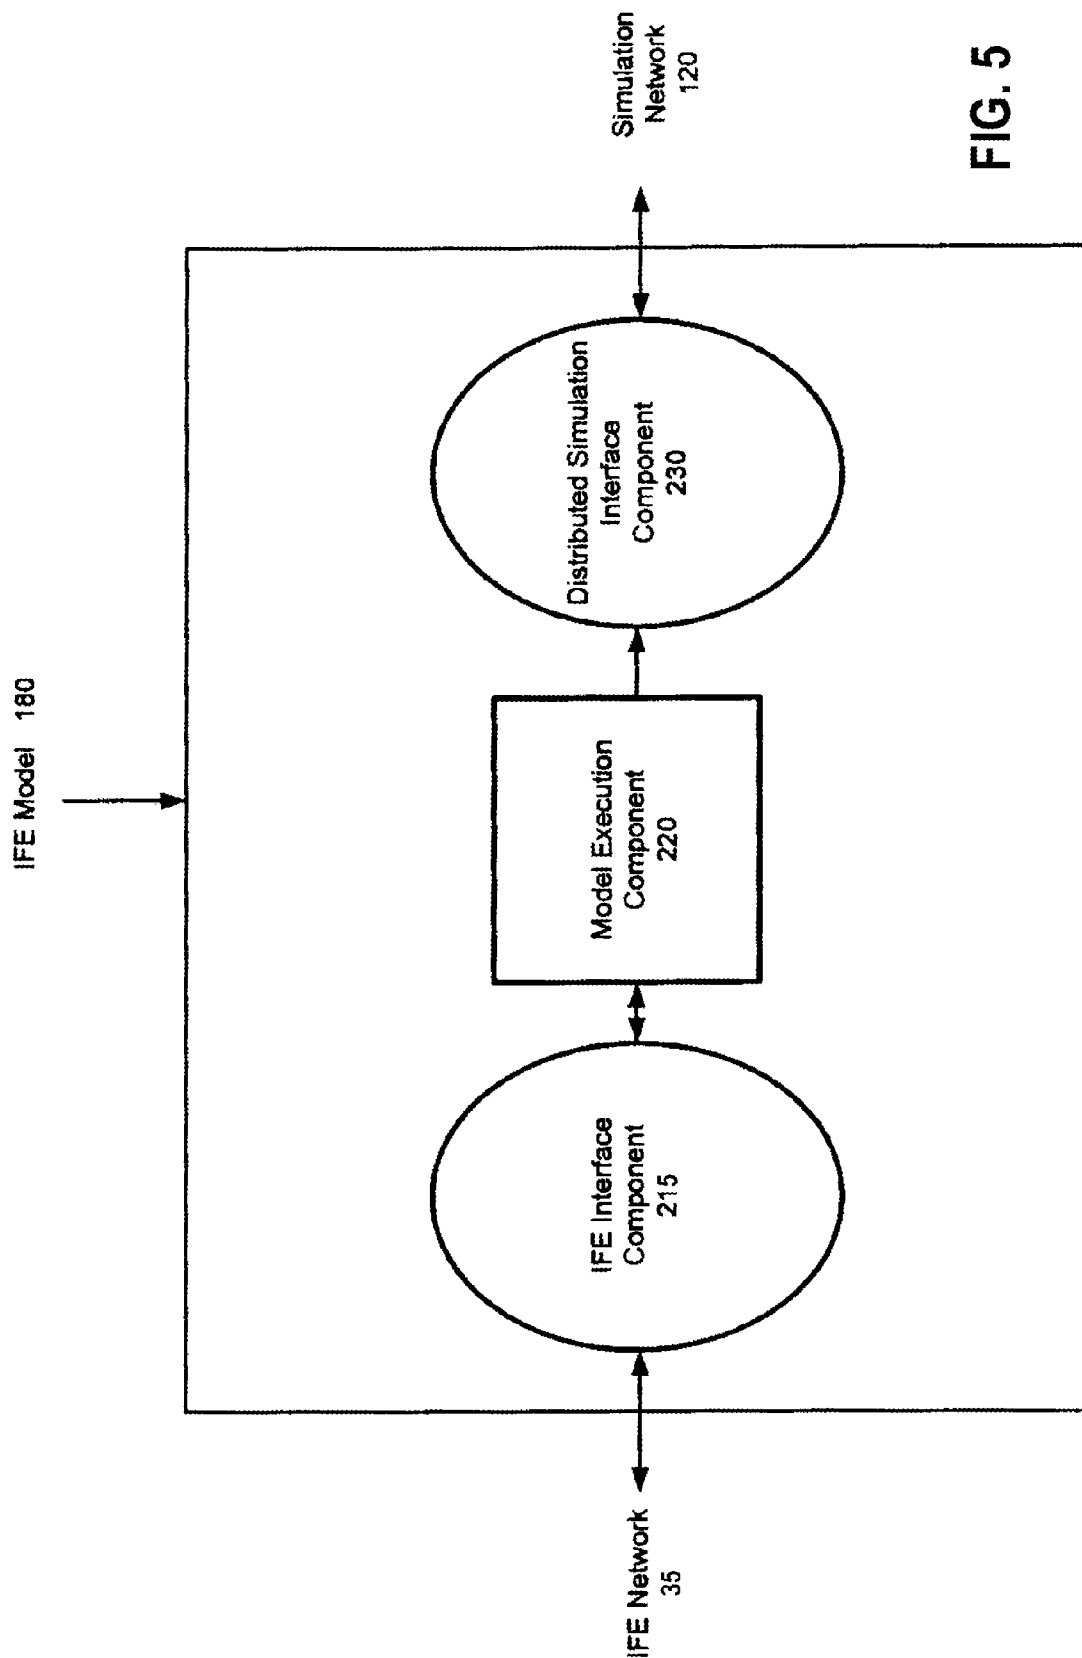 IFE Model 180
IFE Network
35
IFE Interface
Component
215
Model Execution
Component
220
Distributed Simulation
Interface
Component
230
Simulation
Network
120
FIG. 5